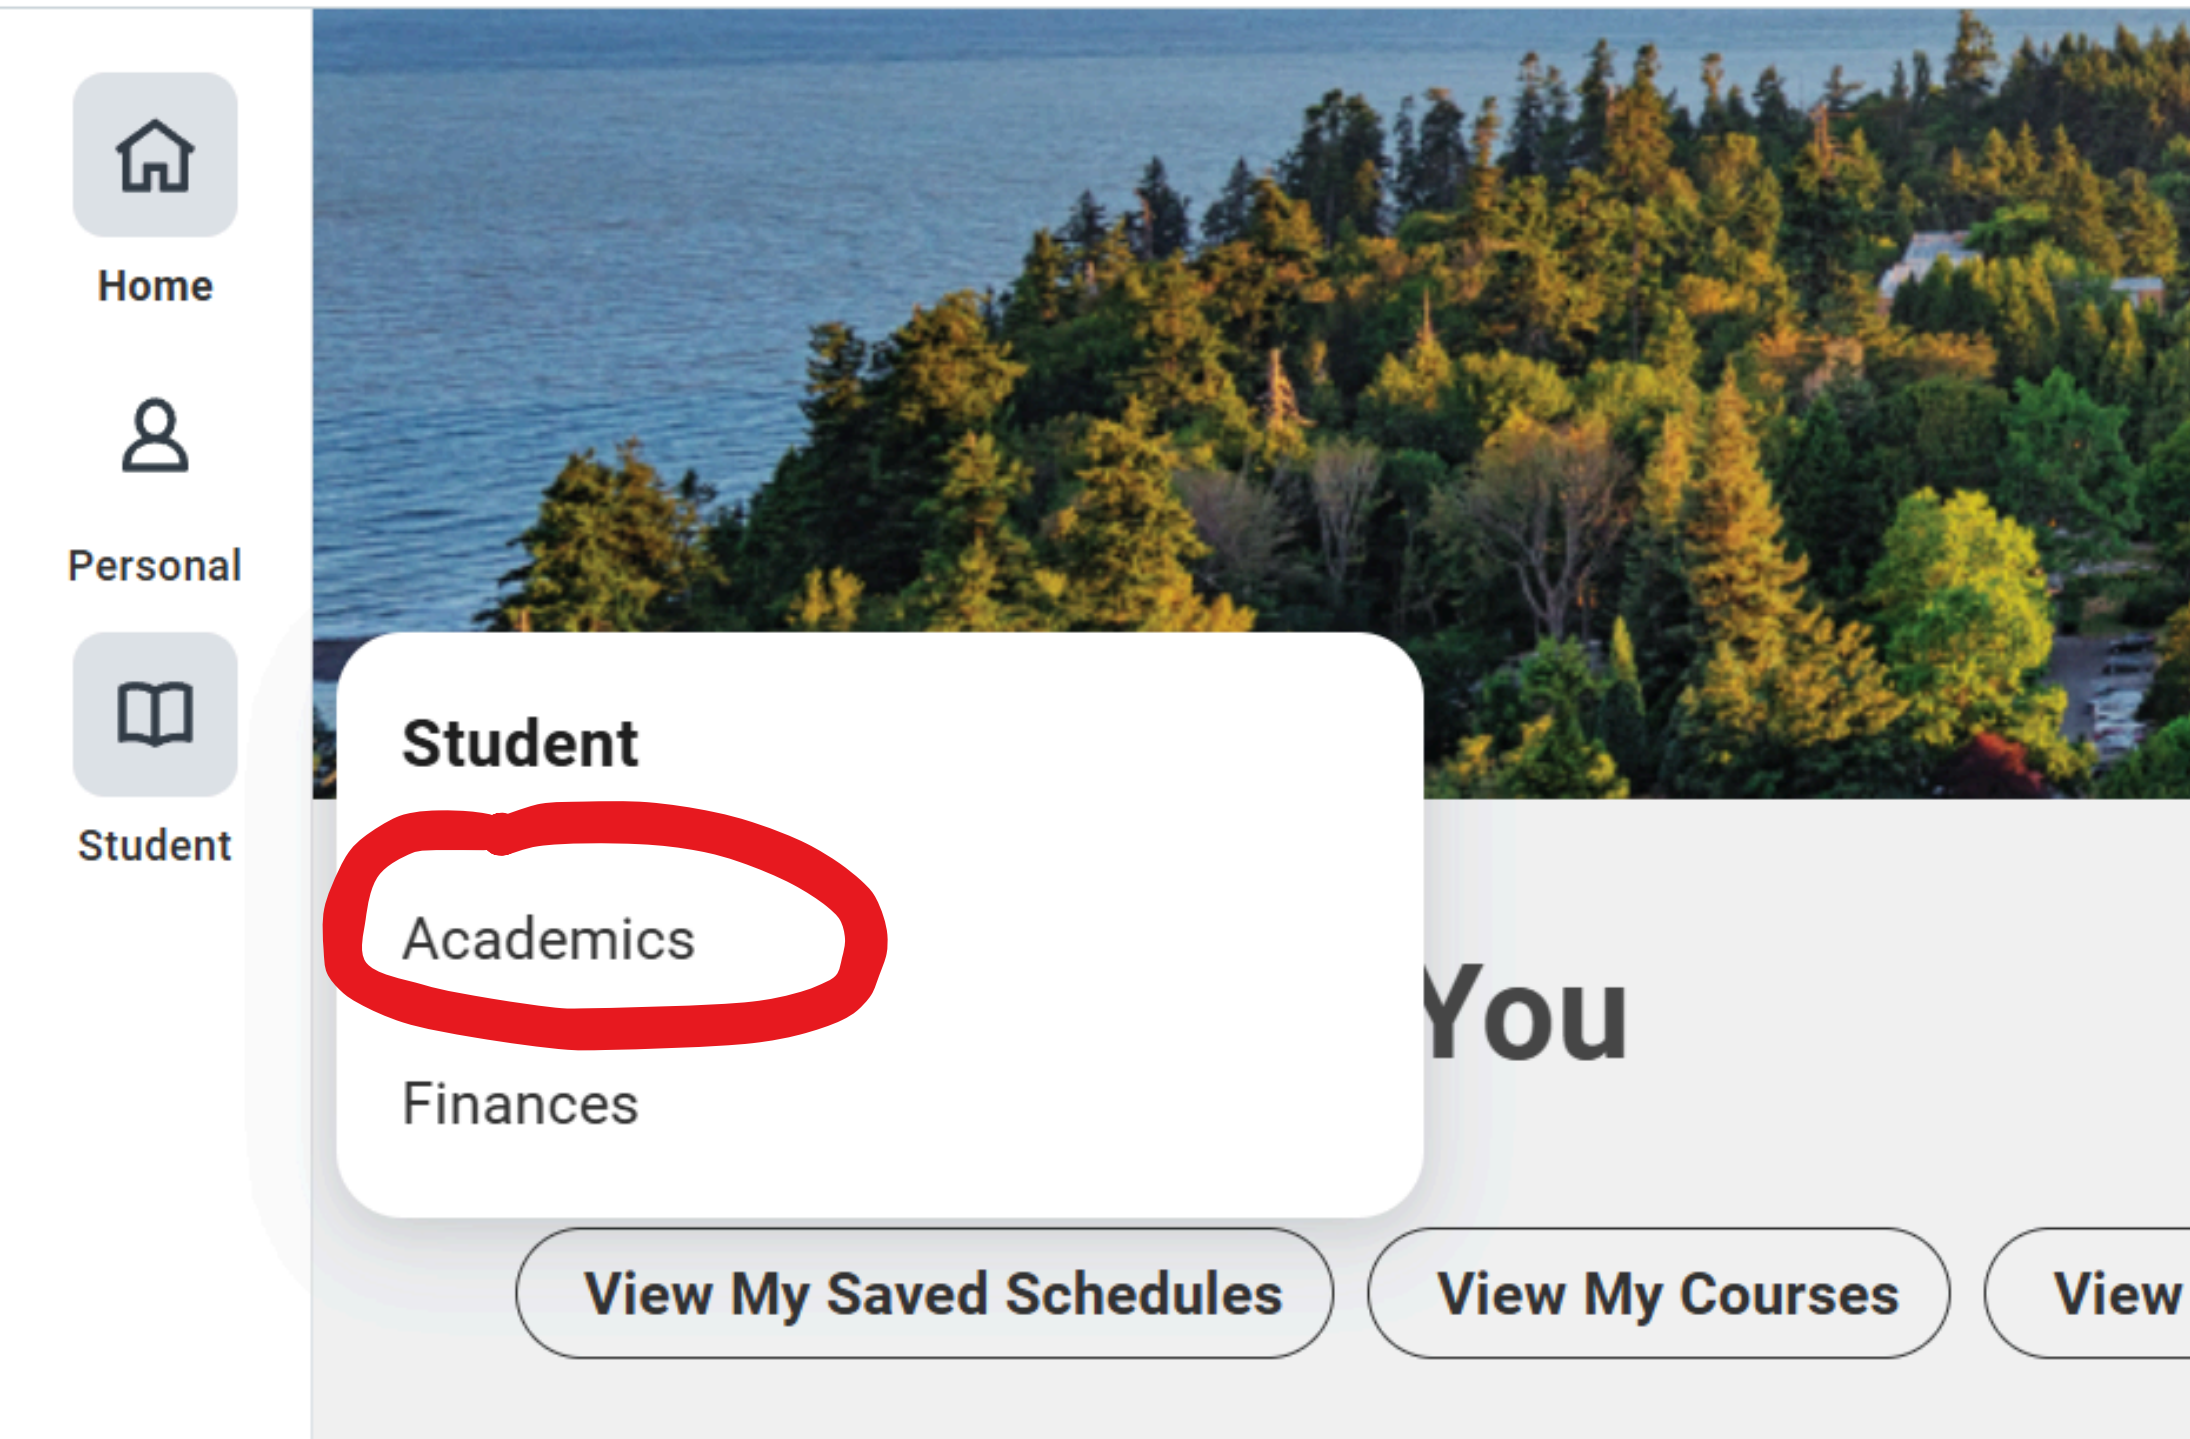 Home
Personal
Student
Student
Academics
Finances
You
View My Saved Schedules
View My Courses
View